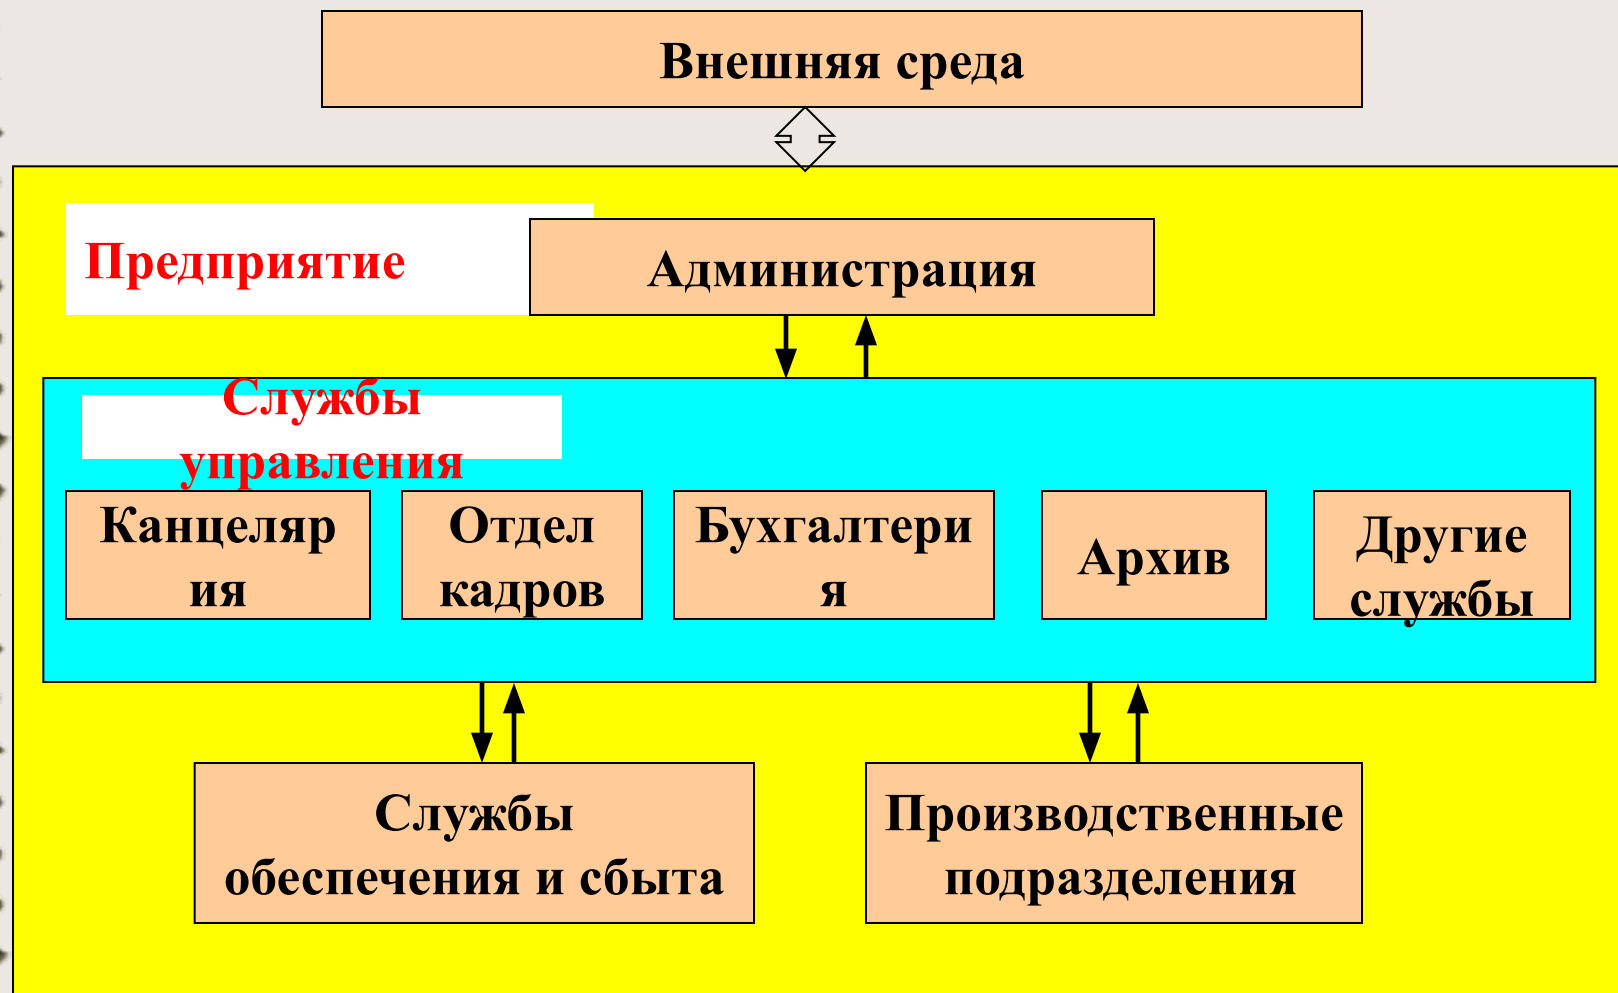 Внешняя среда
Предприятие
Администрация
Службы
управления
Канцеляр
ия
Отдел
кадров
Бухгалтери
я
Архив
Другие
службы
Службы
обеспечения и сбыта
Производственные
подразделения